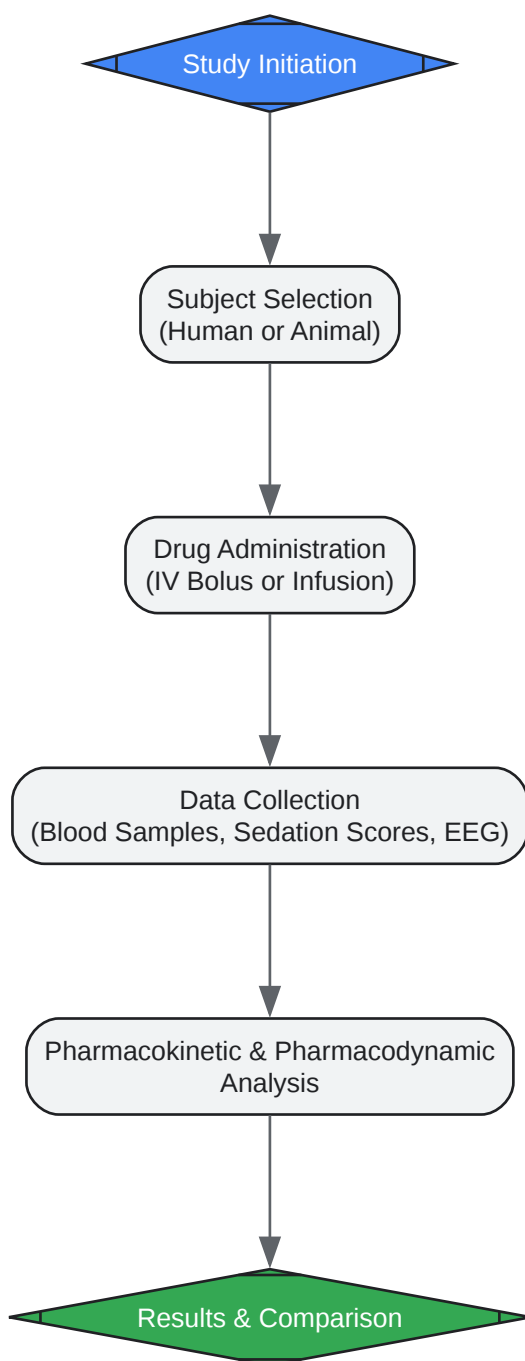 Study Initiation
Subject Selection
(Human or Animal)
Drug Administration
(IV Bolus or Infusion)
Data Collection
(Blood Samples, Sedation Scores, EEG)
Pharmacokinetic & Pharmacodynamic
Analysis
Results & Comparison